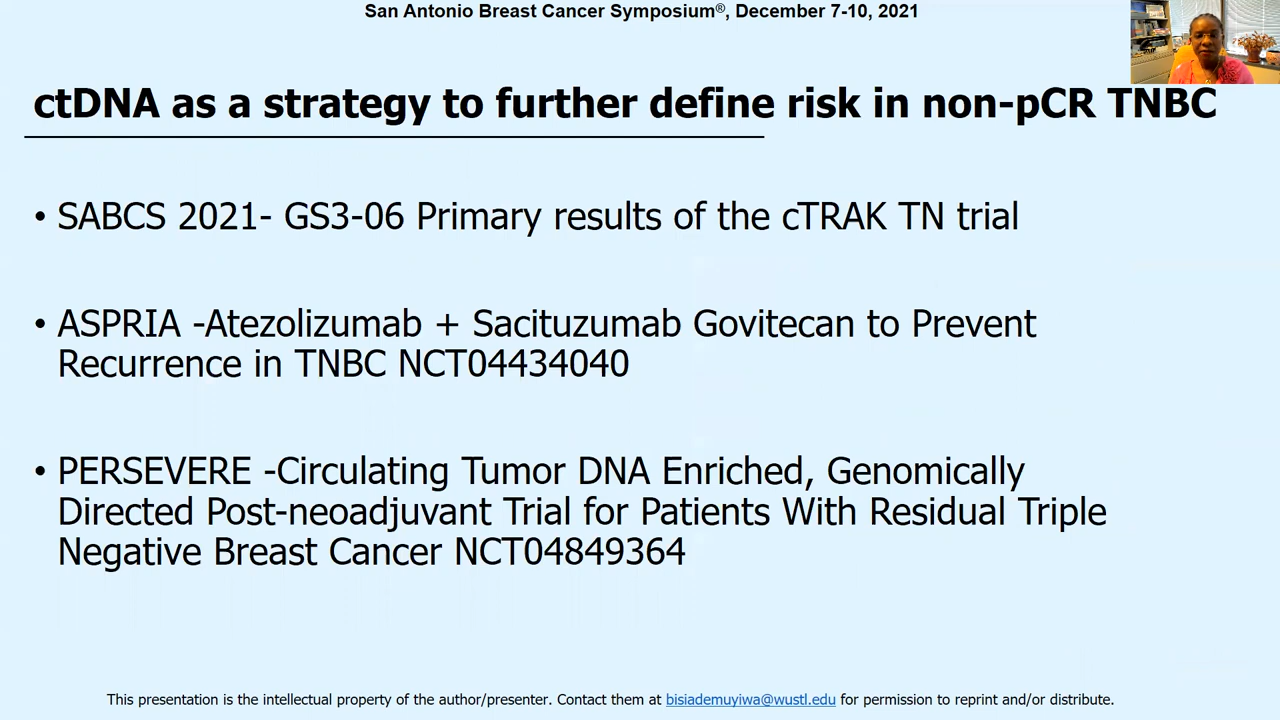 San Antonio Breast Cancer Symposium®, December 7-10, 2021
ctDNA as a strategy to further define risk in non-pCR TNBC
• SABCS 2021- GS3-06 Primary results of the cTRAK TN trial
• ASPRIA -Atezolizumab + Sacituzumab Govitecan to Prevent
Recurrence in TNBC NCT04434040
• PERSEVERE -Circulating Tumor DNA Enriched, Genomically
Directed Post-neoadjuvant Trial for Patients With Residual Triple
Negative Breast Cancer NCT04849364
This presentation is the intellectual property of the author/presenter. Contact them at bisiademuyiwa@wustl.edu for permission to reprint and/or distribute.